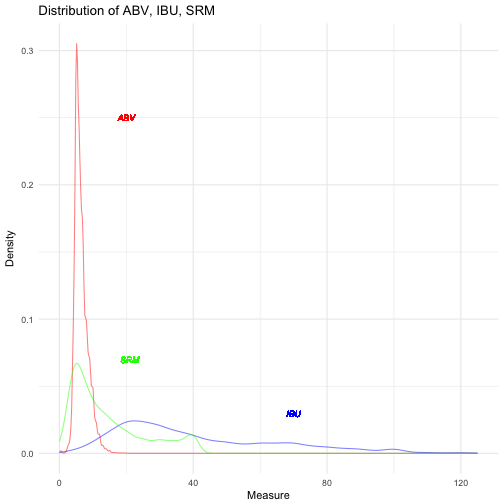 Distribution of ABV, IBU, SRM
0.3
ABV
0.2
Density
0.1
SRM
IBU
0.0
0
40
80
120
Measure